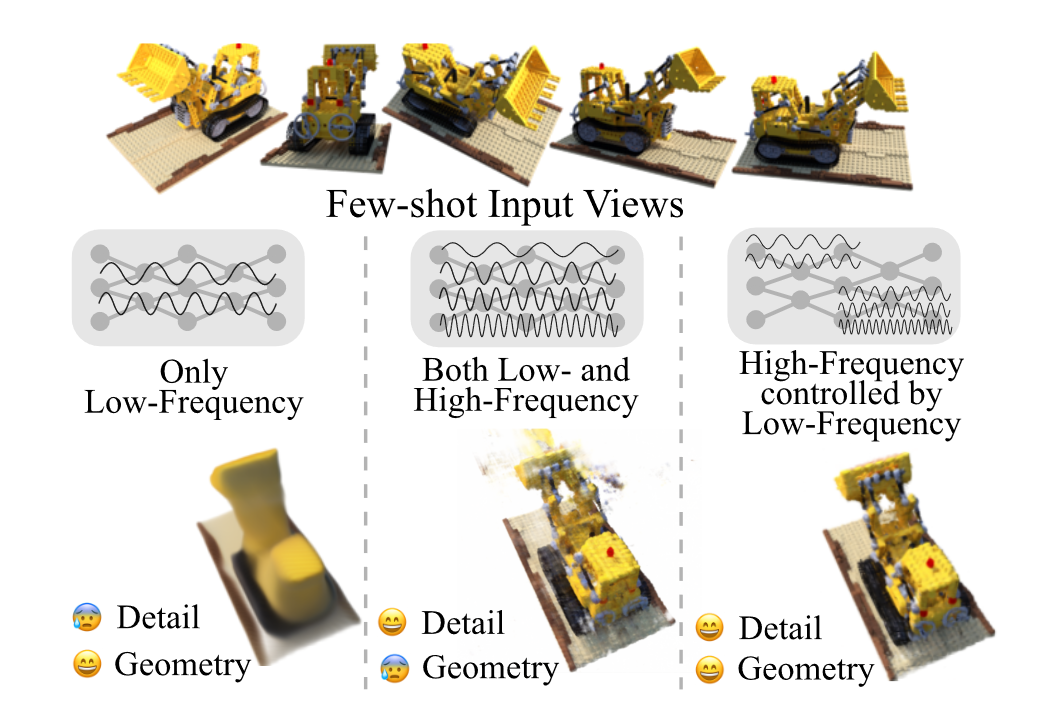 Few-shot Input Views
Only
Low-Frequency
Both Low- and
High-Frequency
High-Frequency
controlled by
Low-Frequency
Detail
Geometry
Detail
Geometry
Detail
Geometry